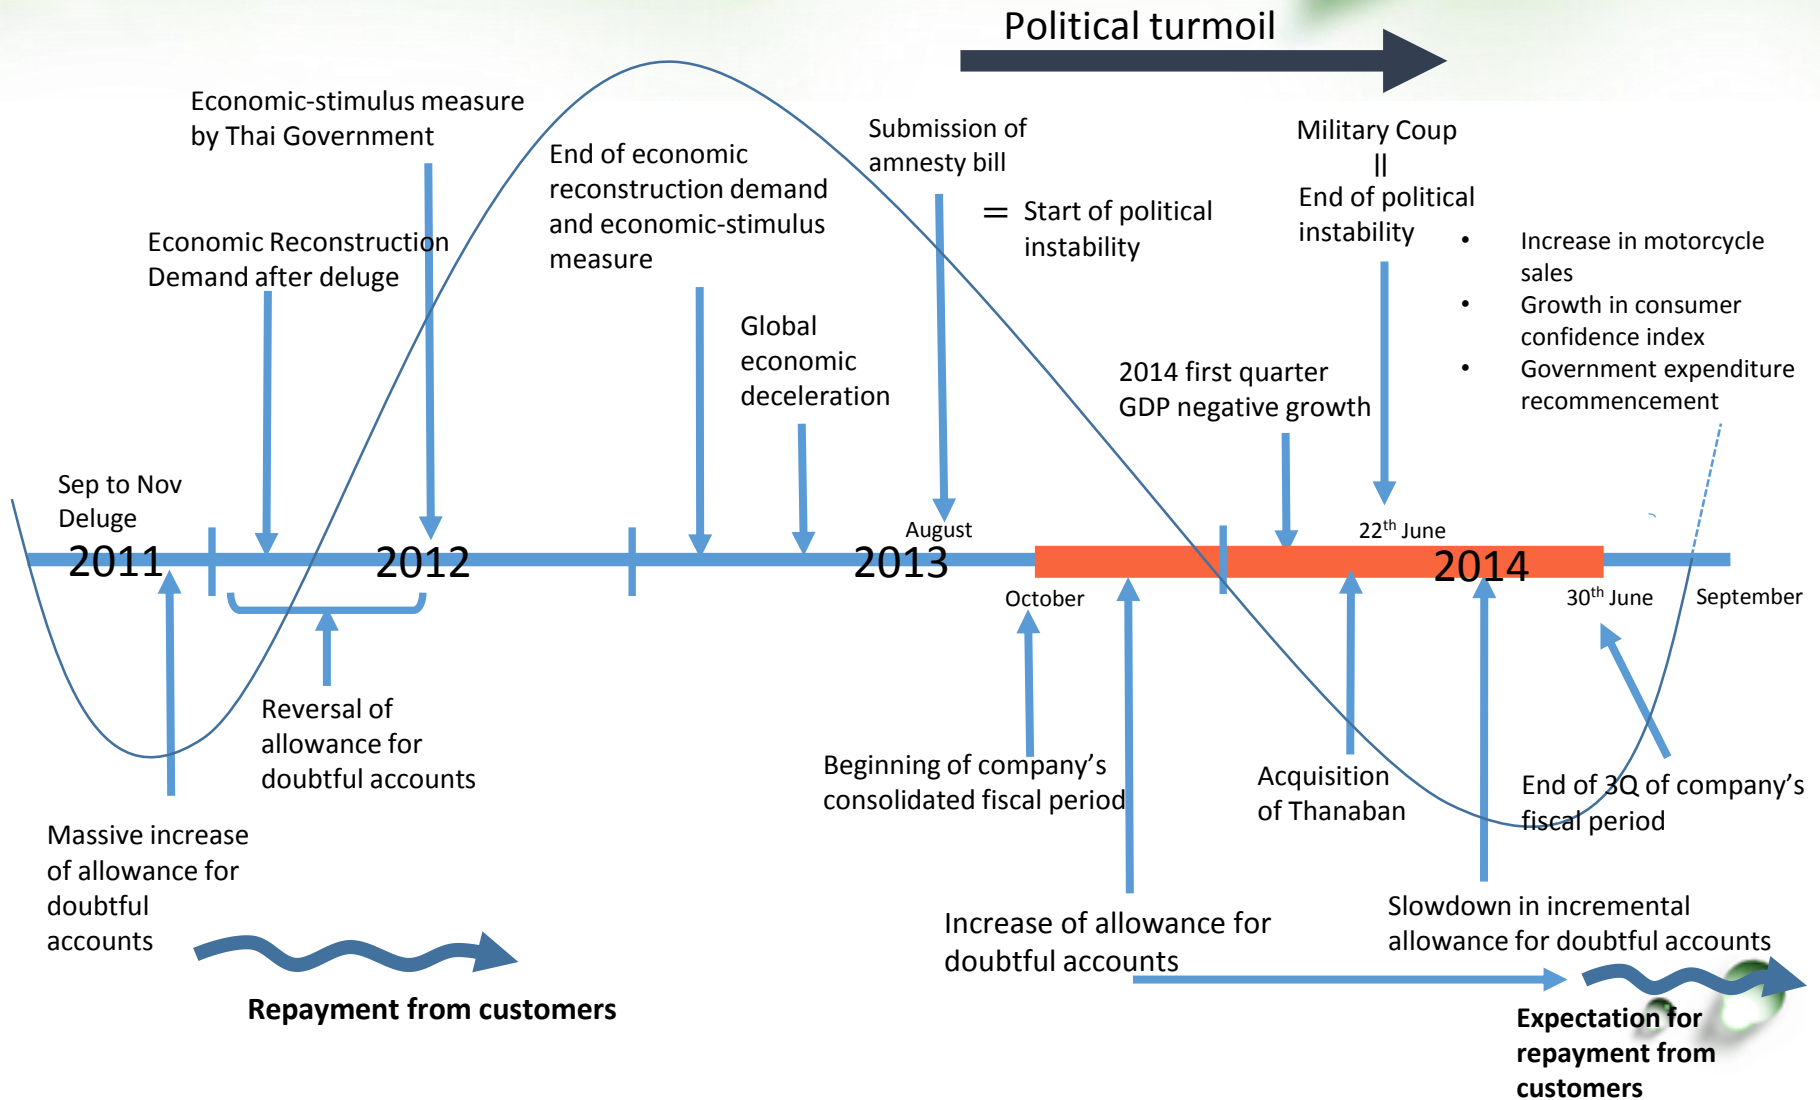 Political turmoil
Economic-stimulus measure
by Thai Government
Submission of
amnesty bill
Military Coup
=
End of political
instability
End of economic
reconstruction demand
and economic-stimulus
measure
= Start of political
instability
Economic Reconstruction
Demand after deluge
• Increase in motorcycle
sales
• Growth in consumer
confidence index
• Government expenditure
recommencement
Global
economic
deceleration
2014 first quarter
GDP negative growth
Sep to Nov
Deluge
August
22th June
2011
2012
2013
2014
October
30th June
September
Reversal of
allowance for
doubtful accounts
Beginning of company's
consolidated fiscal period
Acquisition
of Thanaban
End of 3Q of company's
fiscal period
Massive increase
of allowance for
doubtful
accounts
Increase of allowance for
doubtful accounts
Slowdown in incremental
allowance for doubtful accounts
Repayment from customers
Expectation for
repayment from
customers